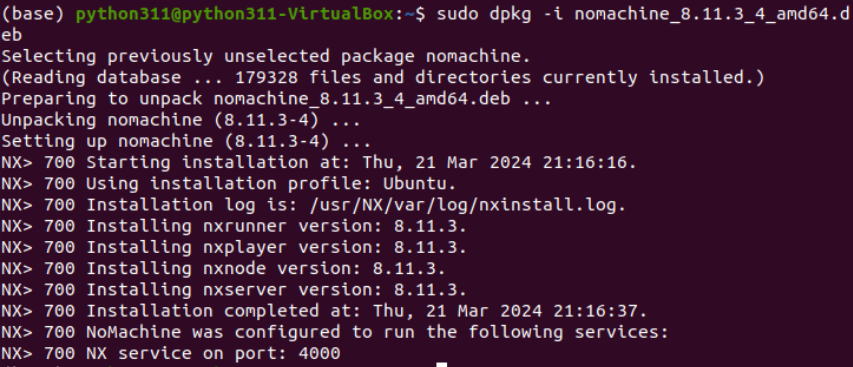 (base) python311@python311-VirtualBox:~$ sudo dpkg -i nomachine_8.11.3_4_amd64.d
eb
Selecting previously unselected package nomachine.
(Reading database ... 179328 files and directories currently installed.)
Preparing to unpack nomachine_8.11.3_4_amd64.deb ...
Unpacking nomachine (8.11.3-4) ...
Setting up nomachine (8.11.3-4) ...
NX> 700 Starting installation at: Thu, 21 Mar 2024 21:16:16.
NX> 700 Using installation profile: Ubuntu.
NX> 700 Installation log is: /usr/NX/var/log/nxinstall.log.
NX> 700 Installing nxrunner version: 8.11.3.
NX> 700 Installing nxplayer version: 8.11.3.
NX> 700 Installing nxnode version: 8.11.3.
NX> 700 Installing nxserver version: 8.11.3.
NX> 700 Installation completed at: Thu, 21 Mar 2024 21:16:37.
NX> 700 NoMachine was configured to run the following services:
NX> 700 NX service on port: 4000